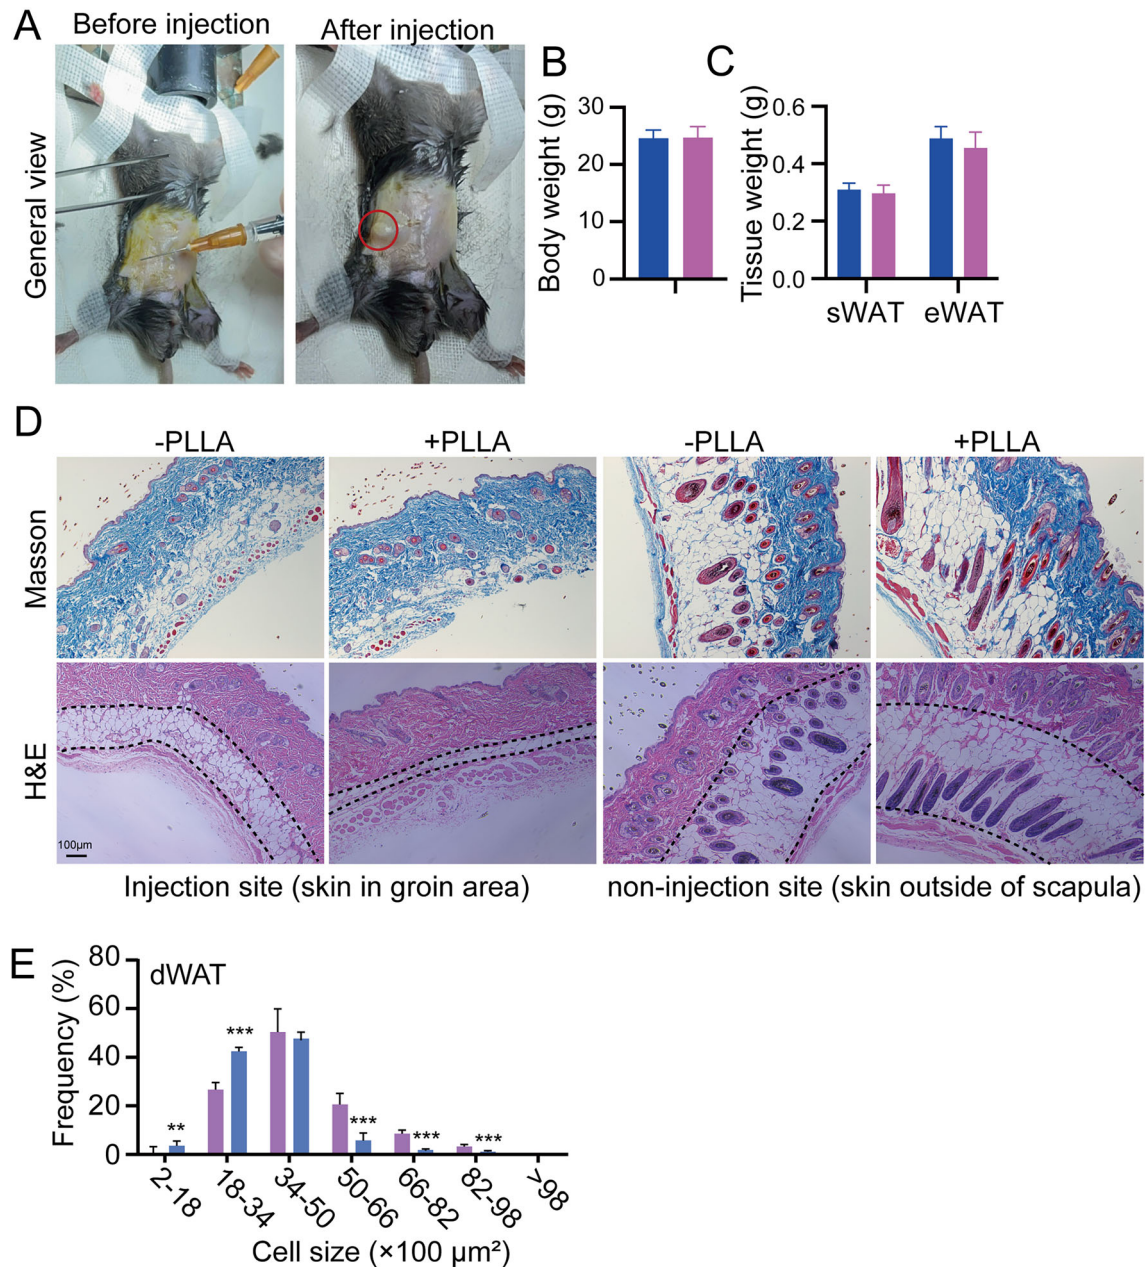 A
Before injection
After injection
General view
B
Body weight (g)
30
20
10
0
C
Tissue weight (g)
0.6
0.4
0.2
0.0
sWAT
eWAT
D
-PLLA
+PLLA
-PLLA
+PLLA
Masson
H&E
100μm
Injection site (skin in groin area)
non-injection site (skin outside of scapula)
E
Frequency (%)
80
60
40
20
0
dWAT
**
***
***
***
***
2-18
18-34
34-50
50-66
66-82
82-98
>98
Cell size (×100 μm²)